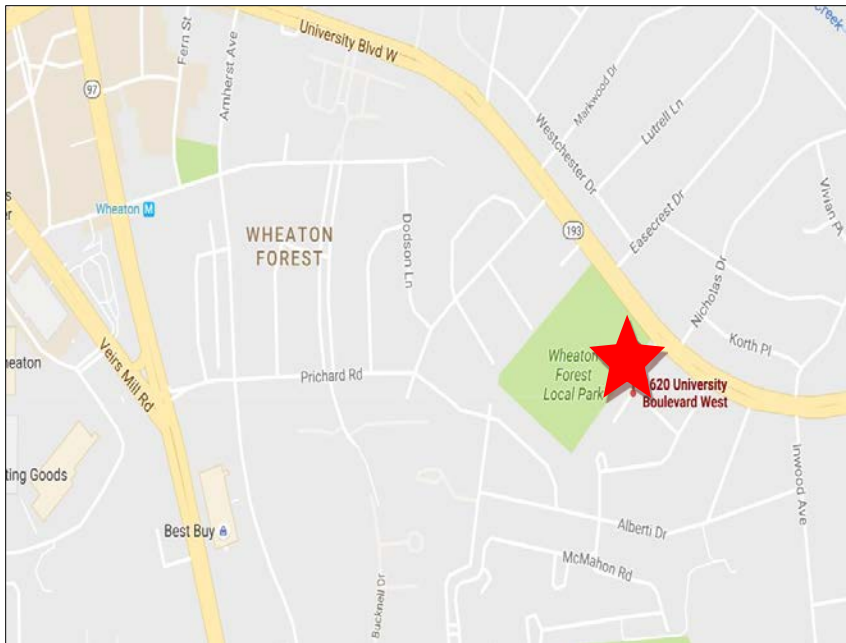 Creek
Fern St
Amherst Ave
University Blvd W
97
Markwood Dr
Lutrell Ln
Westchester Dr
Wheaton M
WHEATON
FOREST
Dodson Ln
193
Easecrest Dr
Vivian Pl
Nicholas Dr
Korth Pl
Veirs Mill Rd
Prichard Rd
Wheaton
Forest
Local Park
620 University
Boulevard West
eaton
ting Goods
Best Buy
Inwood Ave
Alberti Dr
McMahon Rd
Bucknell Dr